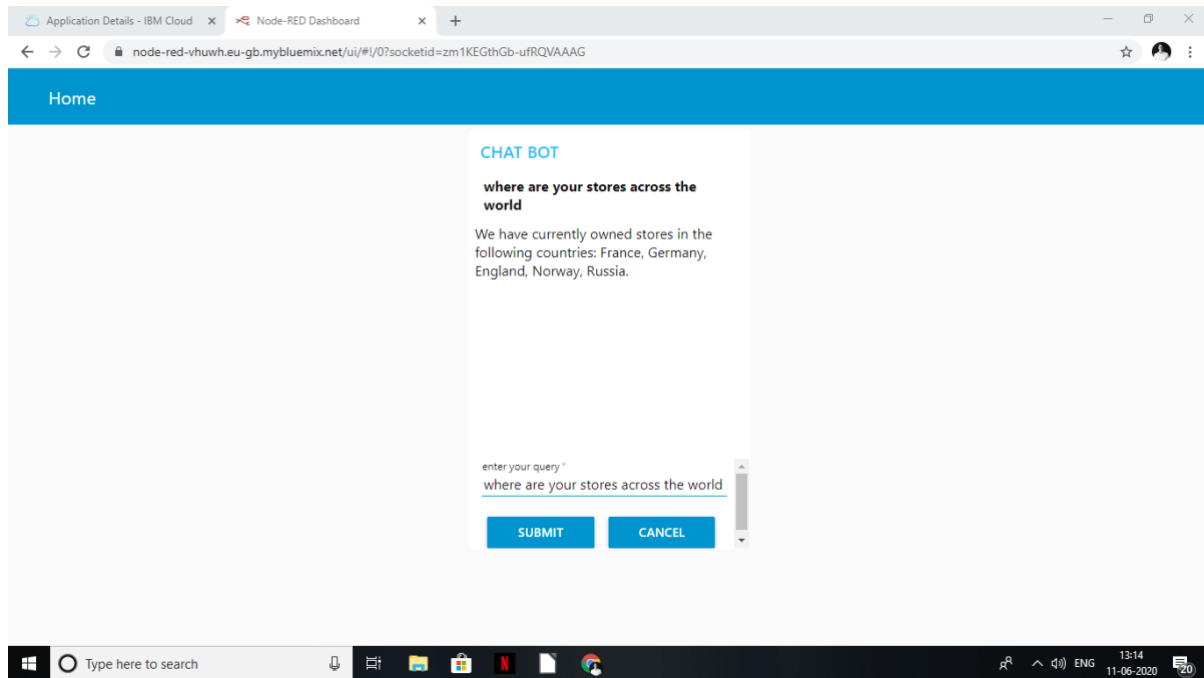 Application Details - IBM Cloud
Node-RED Dashboard
node-red-vhuwh.eu-gb.mybluemix.net/ui/#!/0?socketid=zm1KEGthGb-ufRQVAAAG
Home
CHAT BOT
where are your stores across the
world
We have currently owned stores in the
following countries: France, Germany,
England, Norway, Russia.
enter your query *
where are your stores across the world
SUBMIT CANCEL
Type here to search
N
ENG
13:14
11-06-2020
20